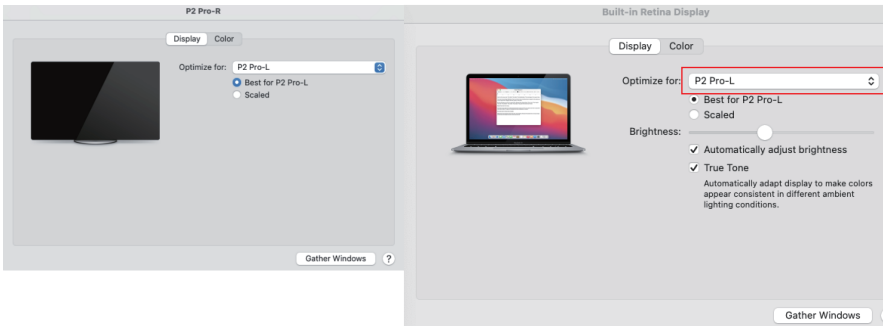 P2 Pro-R
Display Color
Optimize for: P2 Pro-L
Best for P2 Pro-L
Scaled
Gather Windows ?
Built-in Retina Display
Display Color
Optimize for: P2 Pro-L
Best for P2 Pro-L
Scaled
Brightness:
Automatically adjust brightness
True Tone
Automatically adapt display to make colors
appear consistent in different ambient
lighting conditions.
Gather Windows